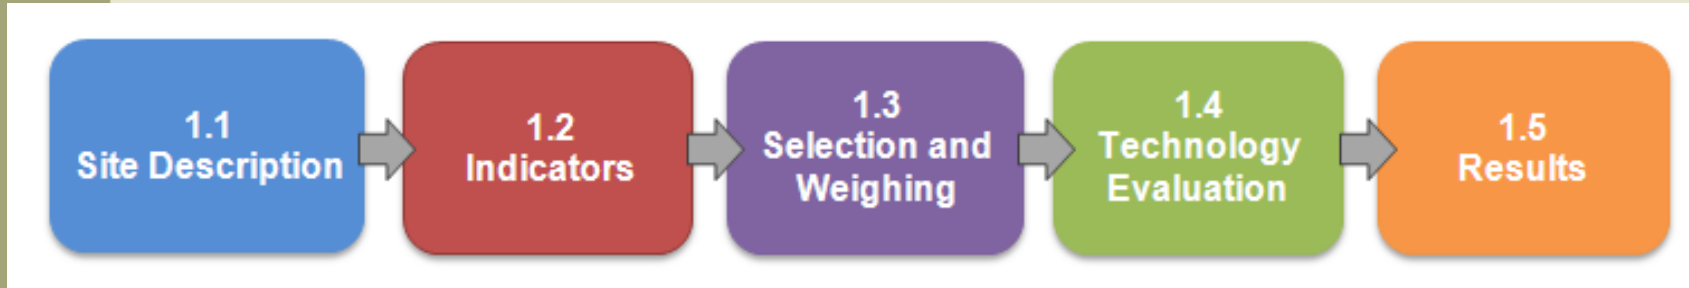 1.1
Site Description
1.2
Indicators
1.3
Selection and
Weighing
1.4
Technology
Evaluation
1.5
Results